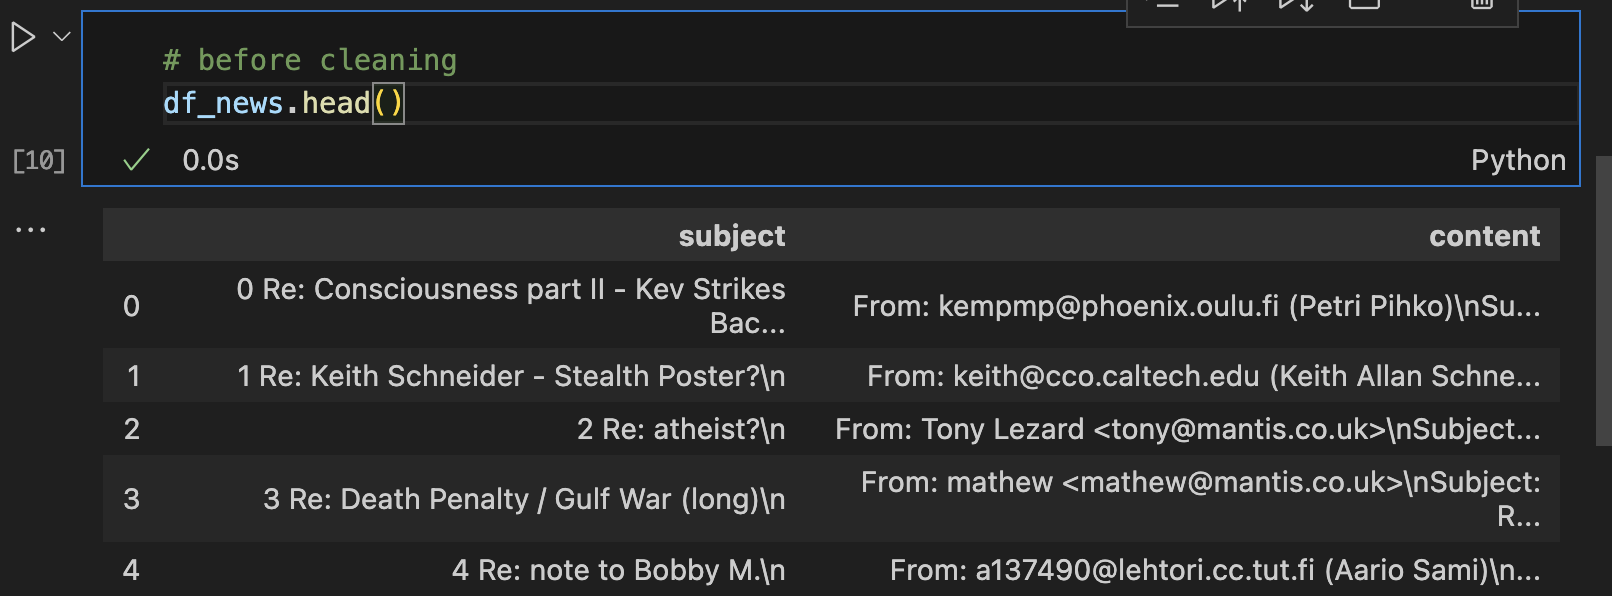 # before cleaning
df_news.head()
[10]
0.0s
Python
subject content
0 0 Re: Consciousness part II - Kev Strikes Bac... From: kempmp@phoenix.oulu.fi (Petri Pihko)\nSu...
1 1 Re: Keith Schneider - Stealth Poster?\n From: keith@cco.caltech.edu (Keith Allan Schne...
2 2 Re: atheist?\n From: Tony Lezard <tony@mantis.co.uk>\nSubject...
3 3 Re: Death Penalty / Gulf War (long)\n From: mathew <mathew@mantis.co.uk>\nSubject: R...
4 4 Re: note to Bobby M.\n From: a137490@lehtori.cc.tut.fi (Aario Sami)\n...